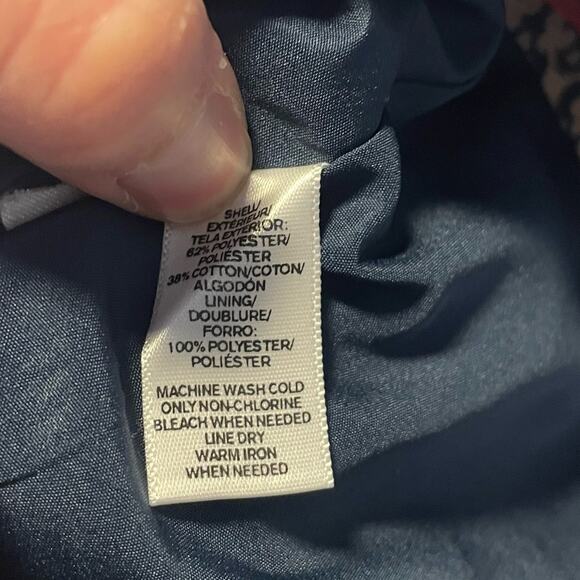 SHELL/
EXTÉRIEUR/
TELA EXTERIOR:
62% POLYESTER/
POLIÉSTER
38% COTTON/COTON/
ALGODÓN
LINING/
DOUBLURE/
FORRO:
100% POLYESTER/
POLIÉSTER
MACHINE WASH COLD
ONLY NON-CHLORINE
BLEACH WHEN NEEDED
LINE DRY
WARM IRON
WHEN NEEDED